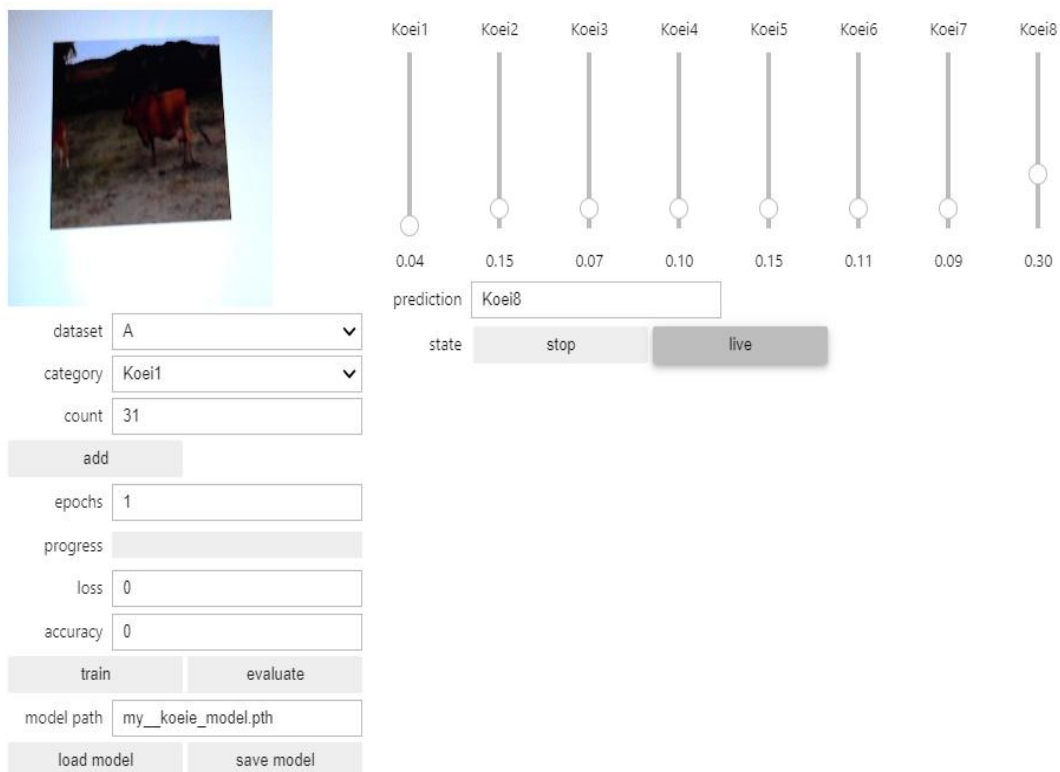 Koei1 Koei2 Koei3 Koei4 Koei5 Koei6 Koei7 Koei8
0.04 0.15 0.07 0.10 0.15 0.11 0.09 0.30
prediction Koei8
state stop live
dataset A
category Koei1
count 31
add
epochs 1
progress
loss 0
accuracy 0
train evaluate
model path my__koeie_model.pth
load model save model